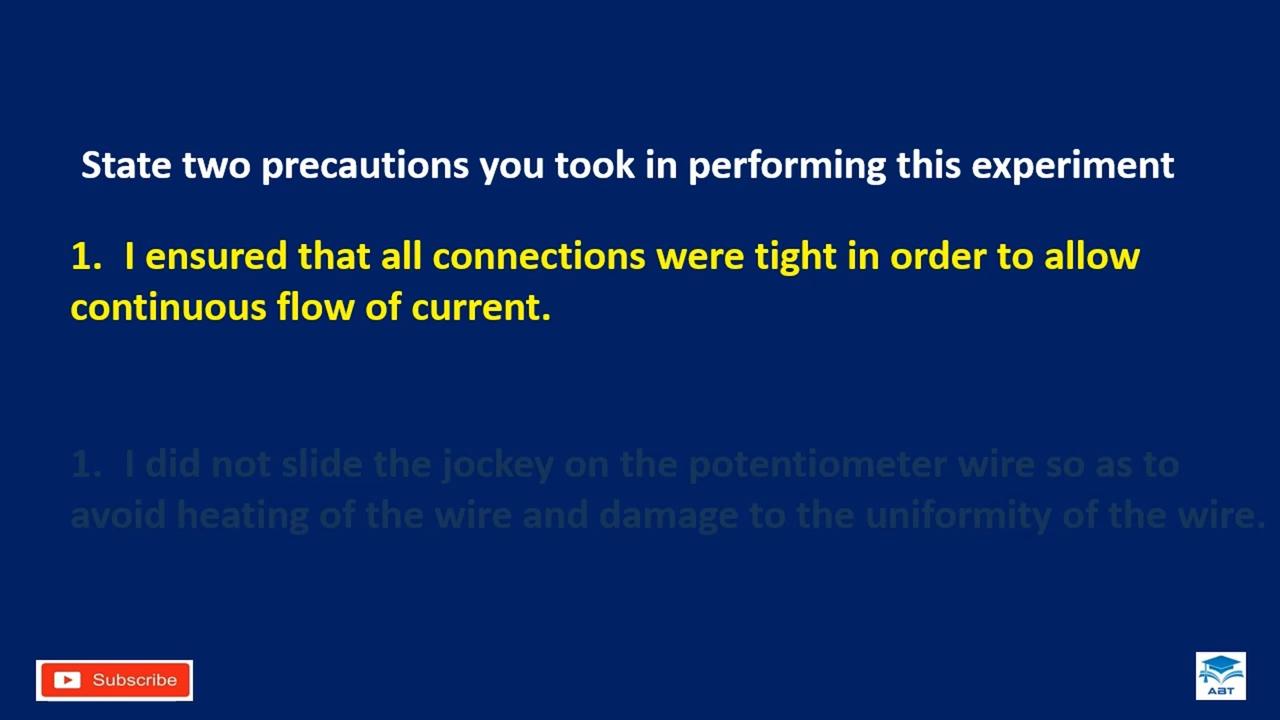 State two precautions you took in performing this experiment
1. I ensured that all connections were tight in order to allow
continuous flow of current.
1. I did not slide the jockey on the potentiometer wire so as to
avoid heating of the wire and damage to the uniformity of the wire.
Subscribe
ABT